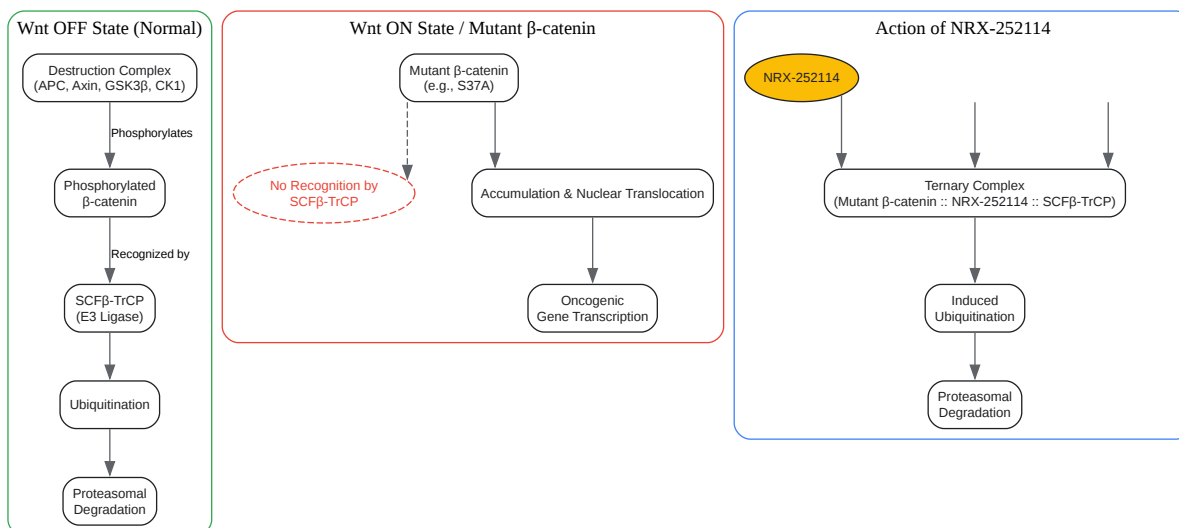 Wnt OFF State (Normal)
Destruction Complex
(APC, Axin, GSK3β, CK1)
Phosphorylates
Phosphorylated
β-catenin
Recognized by
SCFβ-TrCP
(E3 Ligase)
Ubiquitination
Proteasomal
Degradation
Wnt ON State / Mutant β-catenin
Mutant β-catenin
(e.g., S37A)
No Recognition by
SCFβ-TrCP
Accumulation & Nuclear Translocation
Oncogenic
Gene Transcription
Action of NRX-252114
NRX-252114
Ternary Complex
(Mutant β-catenin :: NRX-252114 :: SCFβ-TrCP)
Induced
Ubiquitination
Proteasomal
Degradation